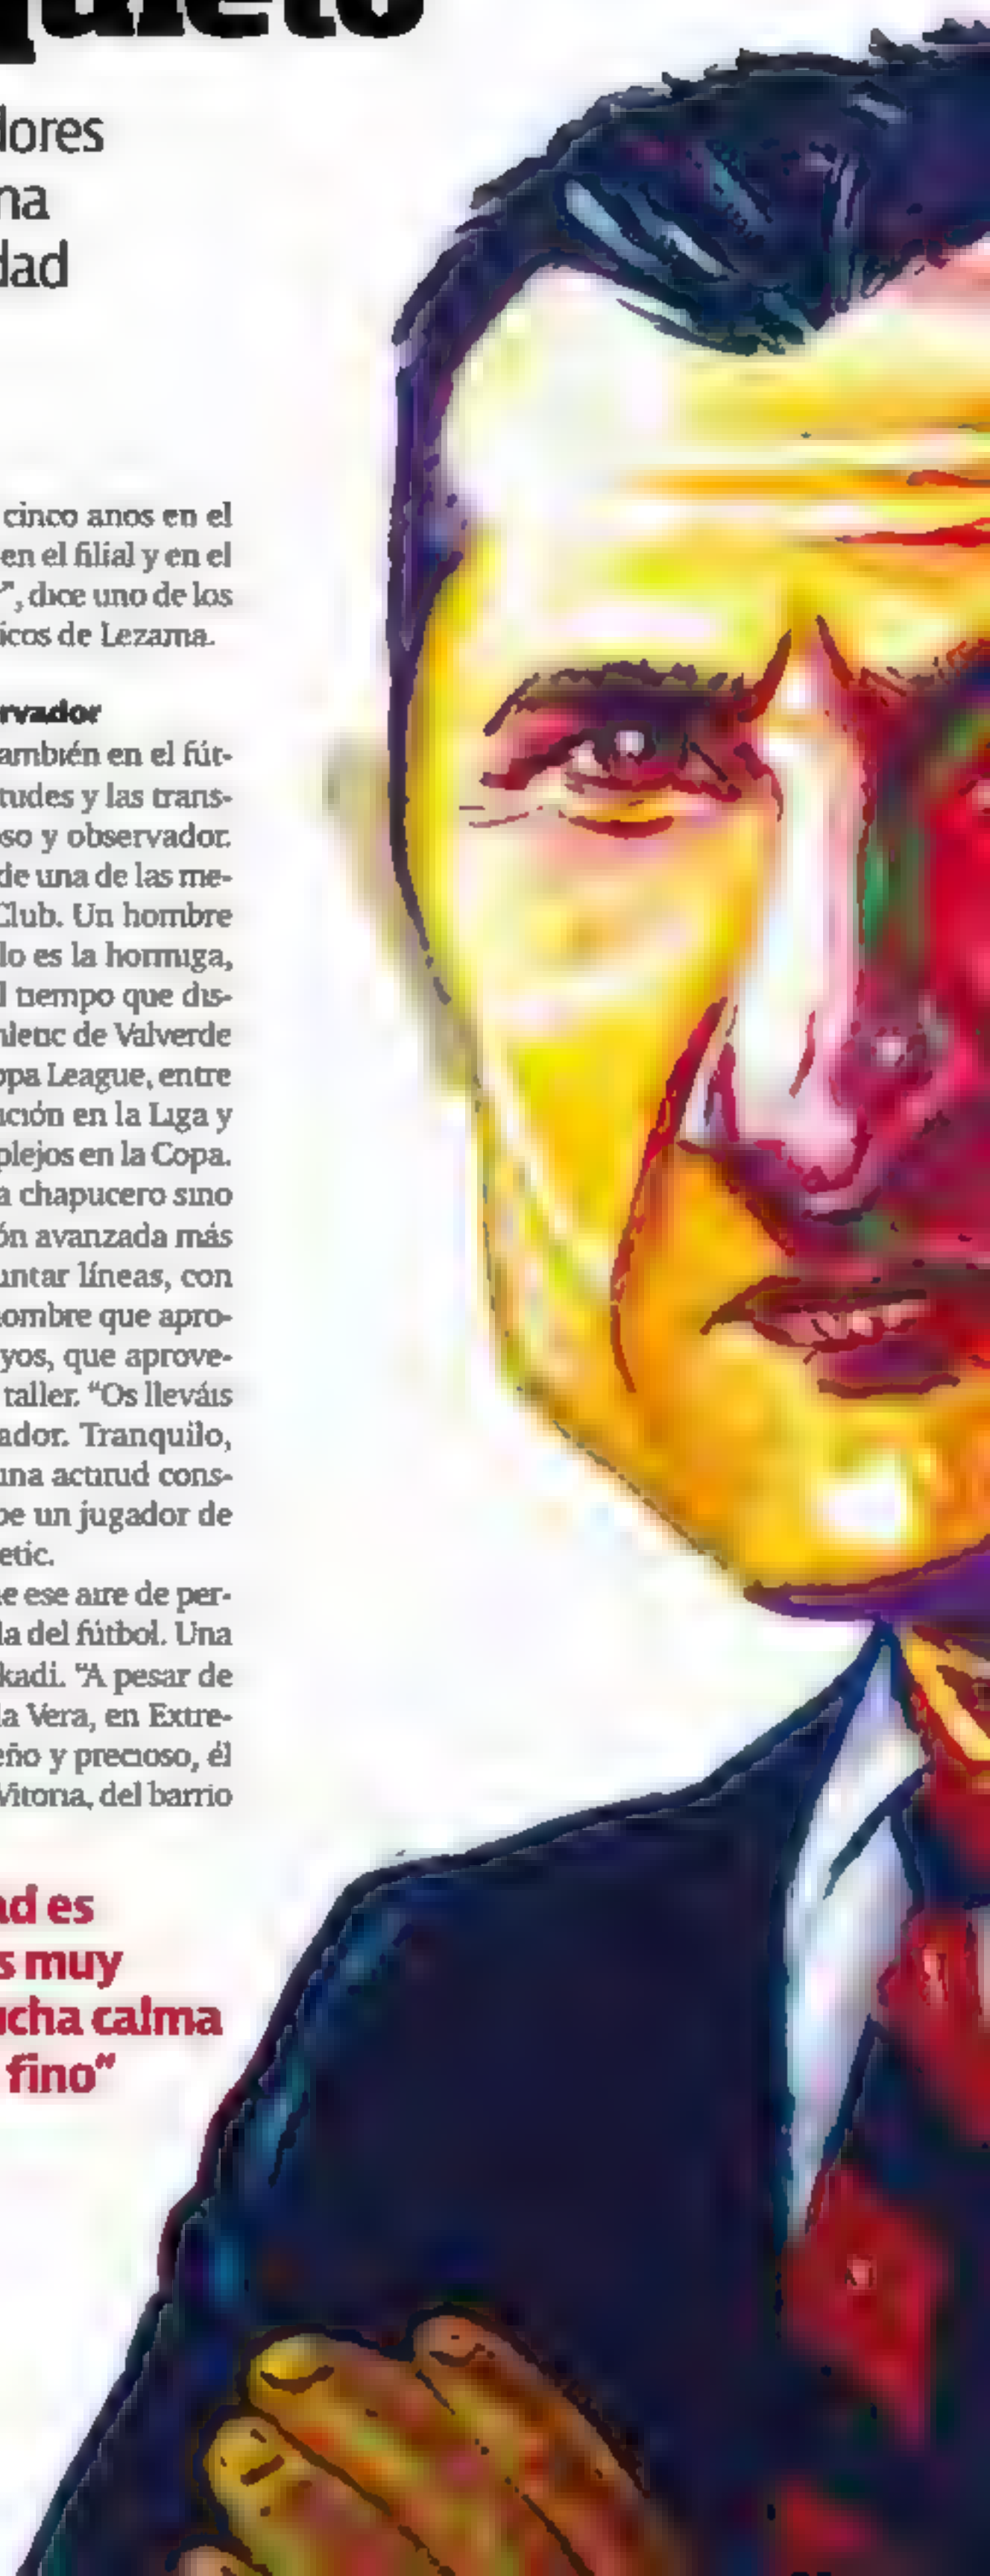 quieto
dores
na
dad
cinco anos en el
en el filial y en el
”, dice uno de los
icos de Lezama.
rvador
ambién en el fút-
tudes y las trans-
oso y observador.
de una de las me-
Club. Un hombre
lo es la hormiga,
l tiempo que dis-
hletic de Valverde
opa League, entre
ución en la Liga y
plejos en la Copa.
a chapucero sino
ón avanzada más
untar líneas, con
ombre que apro-
yos, que aprove-
taller. “Os lleváis
ador. Tranquilo,
una actitud cons-
be un jugador de
etic.
e ese aire de per-
la del fútbol. Una
kadi. “A pesar de
la Vera, en Extre-
eño y precioso, él
Vitoria, del barrio
ad es
s muy
ucha calma
fino“